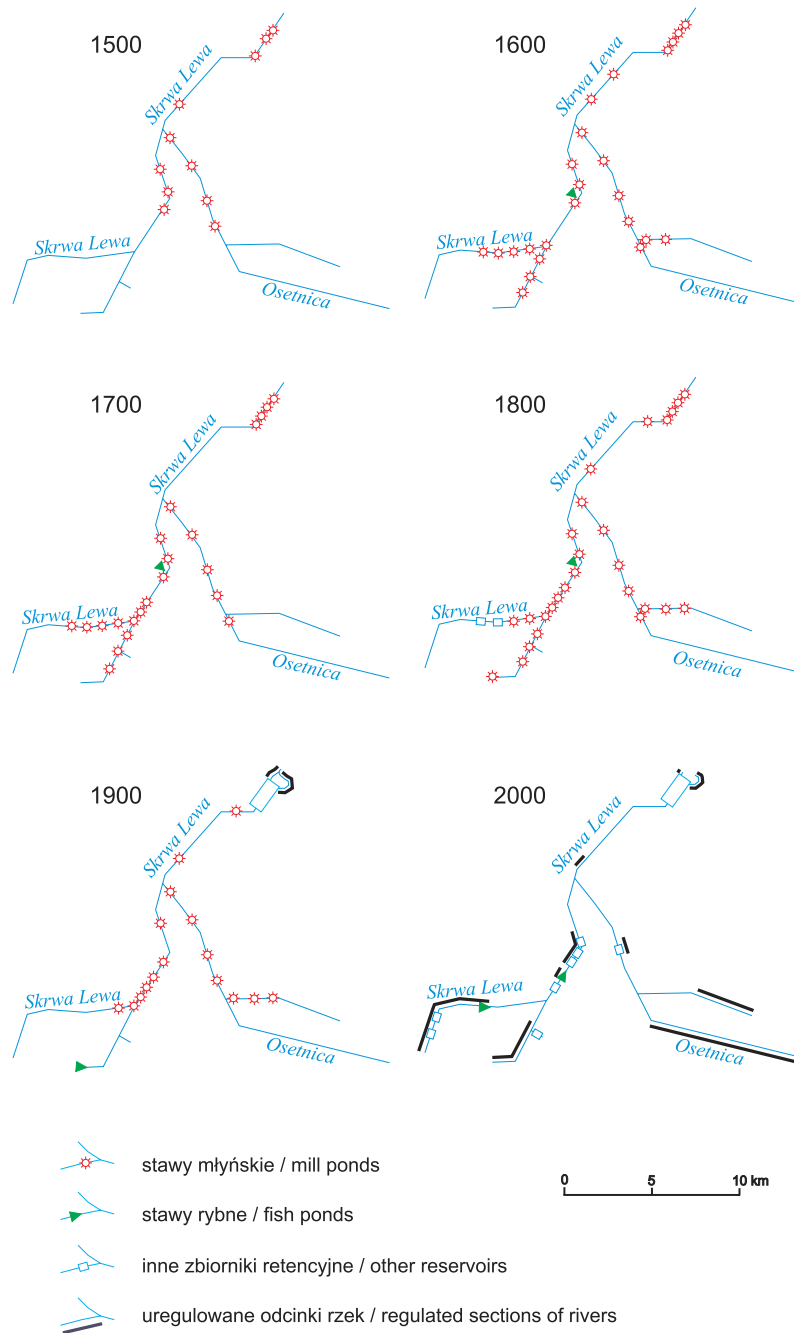 1500
1600
Skrwa Lewa
Skrwa Lewa
Skrwa Lewa
Skrwa Lewa
Osetnica
Osetnica
1700
1800
Skrwa Lewa
Skrwa Lewa
Skrwa Lewa
Skrwa Lewa
Osetnica
Osetnica
1900
2000
Skrwa Lewa
Skrwa Lewa
Skrwa Lewa
Skrwa Lewa
Osetnica
Osetnica
stawy młyńskie / mill ponds
0 5 10 km
stawy rybne / fish ponds
inne zbiorniki retencyjne / other reservoirs
uregulowane odcinki rzek / regulated sections of rivers